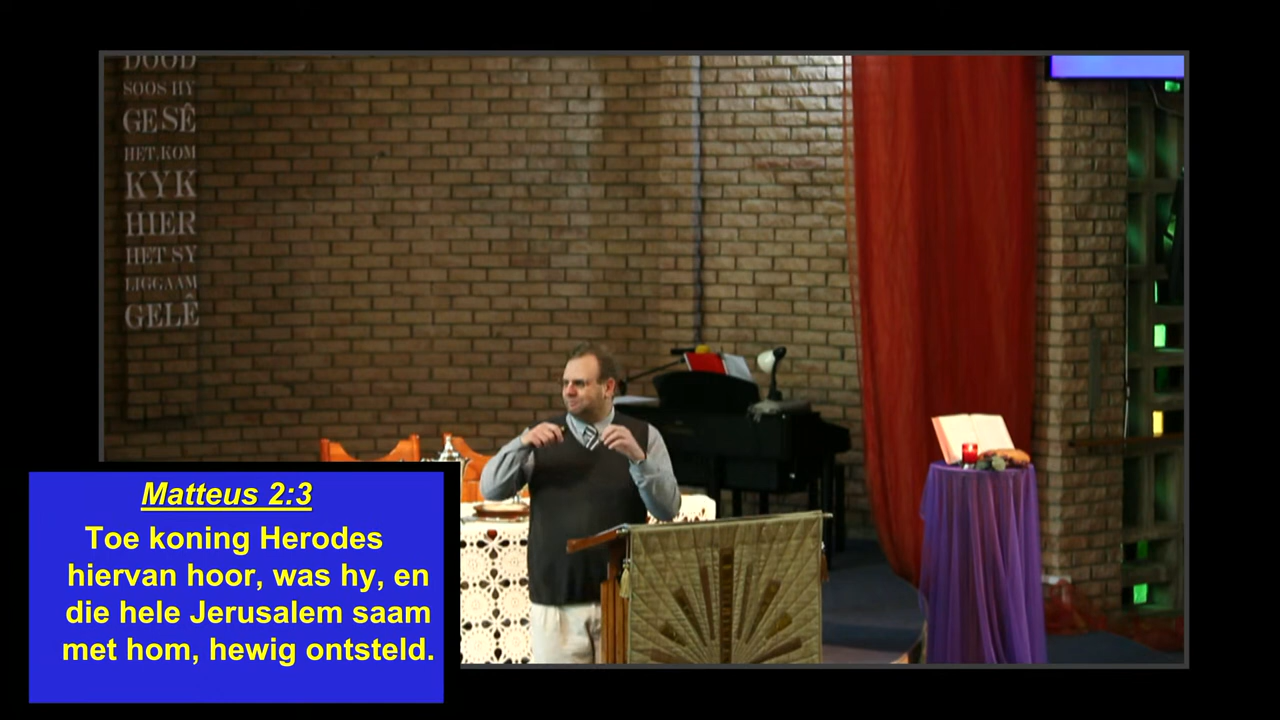 DOOD
SOOS HY
GESÊ
HET.KOM
KYK
HIER
HET SY
LIGGAAM
GELÊ
Matteus 2:3
Toe koning Herodes
hiervan hoor, was hy, en
die hele Jerusalem saam
met hom, hewig ontsteld.